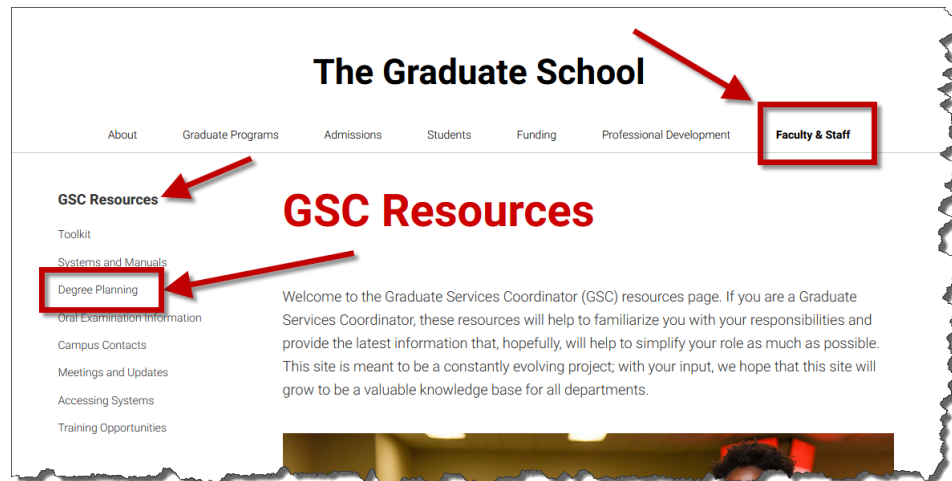 The Graduate School
About Graduate Programs Admissions Students Funding Professional Development Faculty & Staff
GSC Resources
Toolkit
Systems and Manuals
Degree Planning
Oral Examination Information
Campus Contacts
Meetings and Updates
Accessing Systems
Training Opportunities
GSC Resources
Welcome to the Graduate Services Coordinator (GSC) resources page. If you are a Graduate
Services Coordinator, these resources will help to familiarize you with your responsibilities and
provide the latest information that, hopefully, will help to simplify your role as much as possible.
This site is meant to be a constantly evolving project; with your input, we hope that this site will
grow to be a valuable knowledge base for all departments.